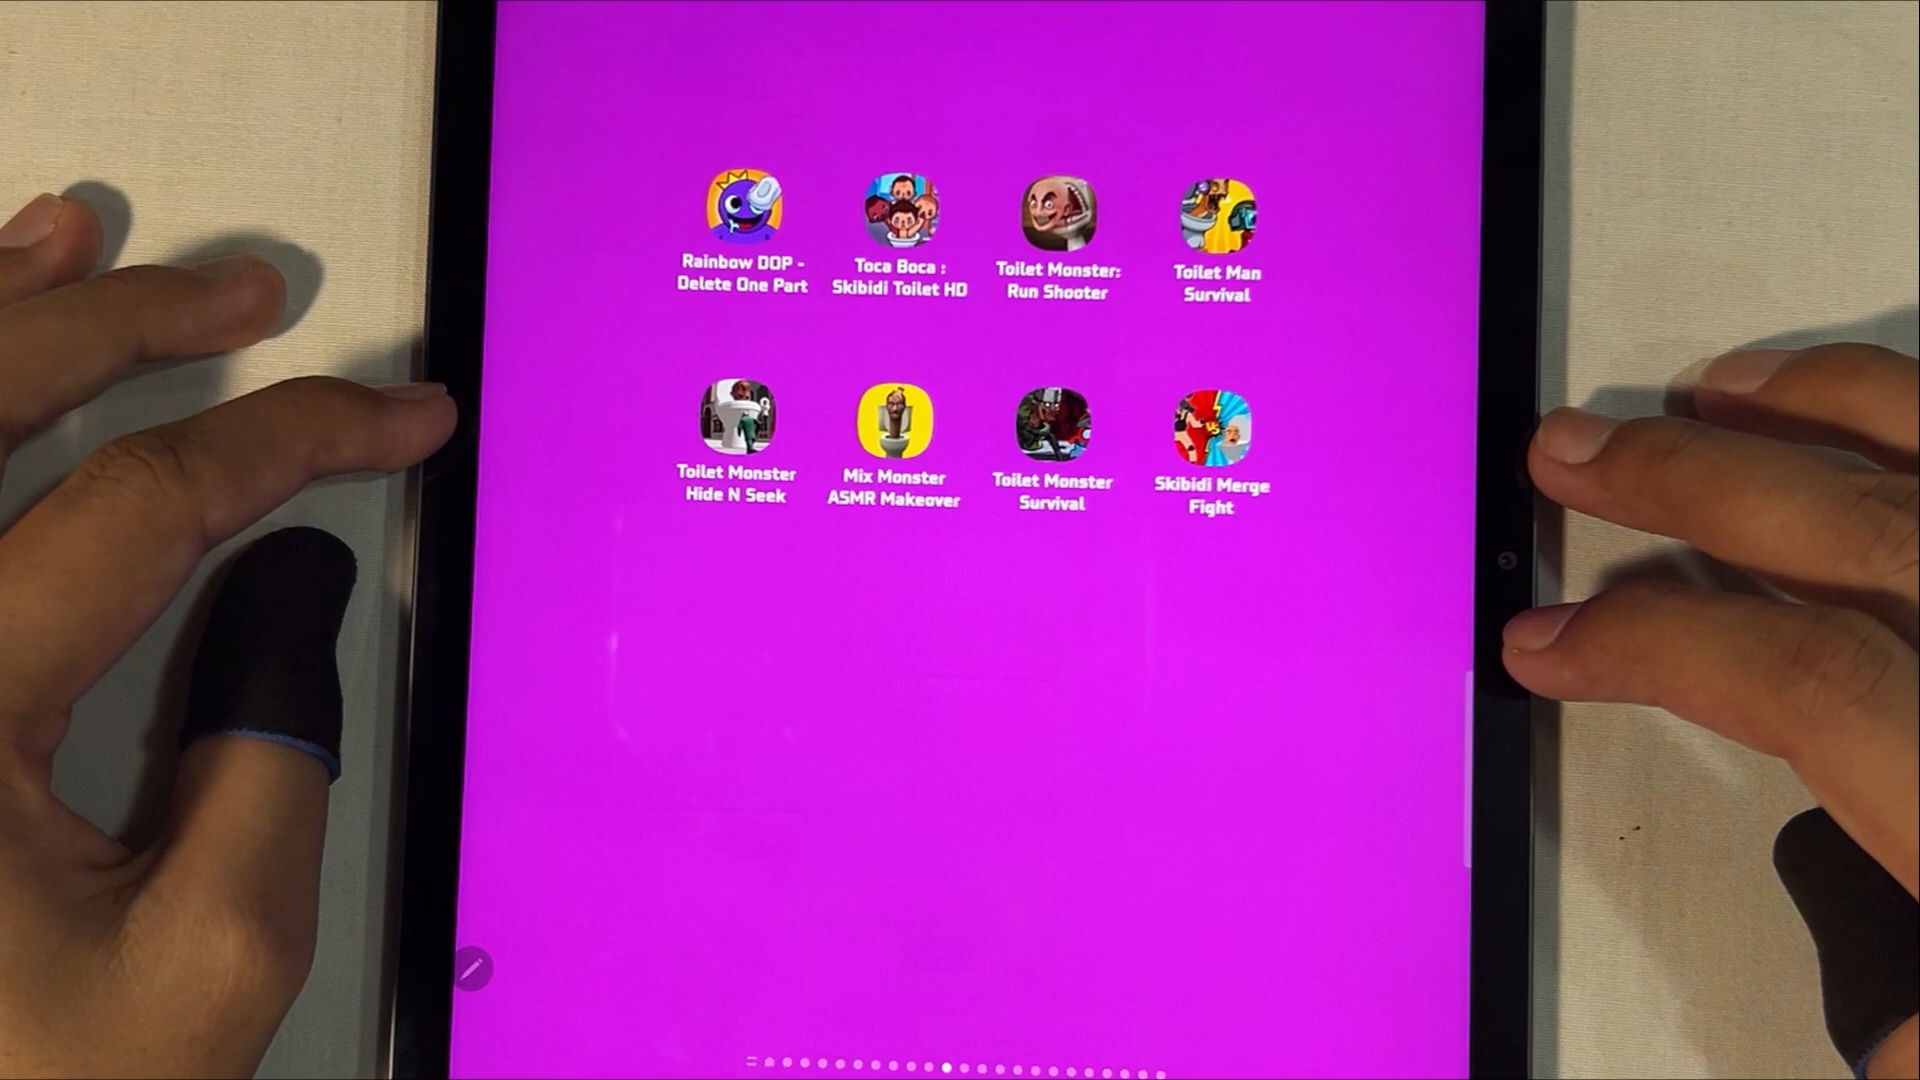 Rainbow DOP -
Delete One Part
Toca Boca :
Skibidi Toilet HD
Toilet Monster:
Run Shooter
Toilet Man
Survival
Toilet Monster
Hide N Seek
Mix Monster
ASMR Makeover
Toilet Monster
Survival
Skibidi Merge
Fight
VS